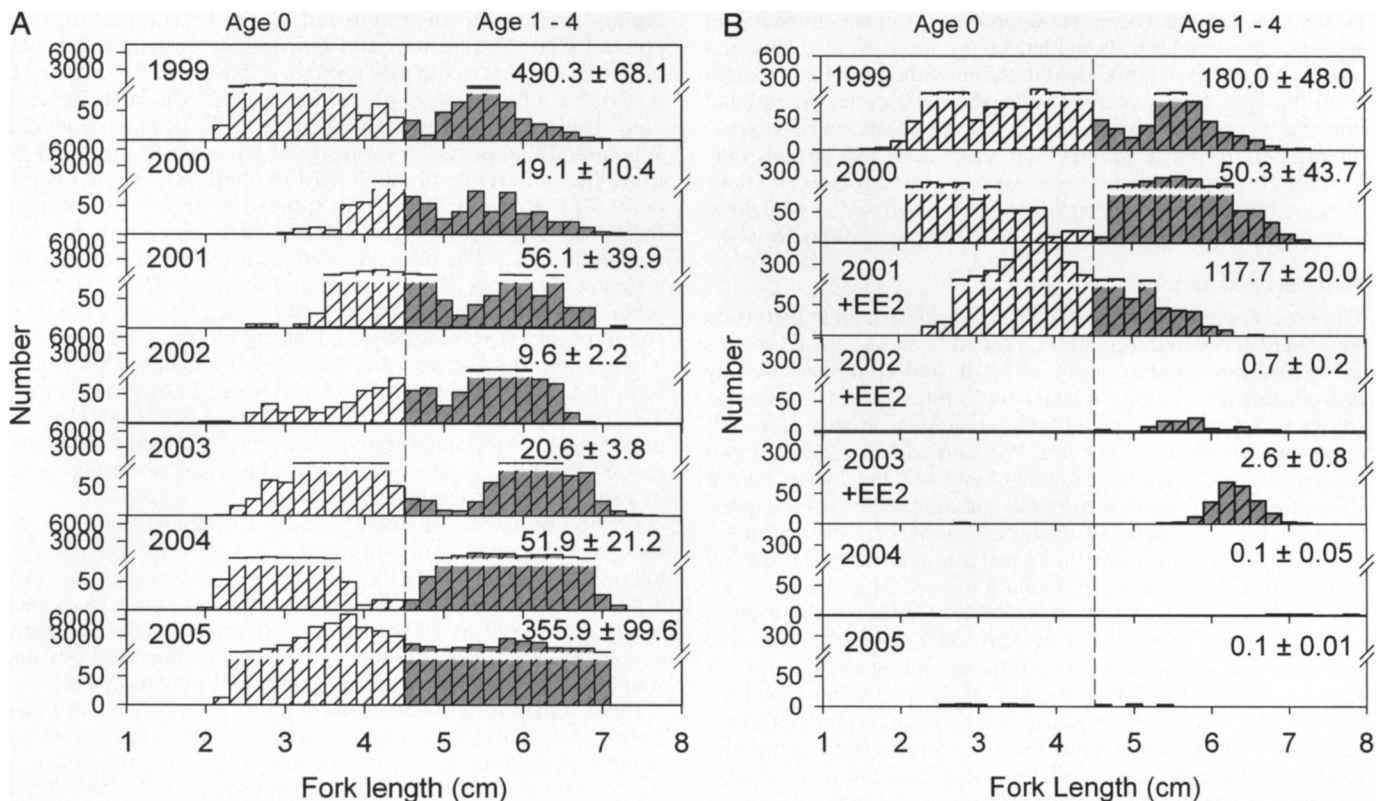 A
Age 0 Age 1 - 4
6000
3000
1999 490.3 ± 68.1
50
6000
3000
0
2000 19.1 ± 10.4
50
6000
3000
0
2001 56.1 ± 39.9
50
6000
3000
0
2002 9.6 ± 2.2
50
6000
3000
0
2003 20.6 ± 3.8
50
6000
3000
0
2004 51.9 ± 21.2
50
6000
3000
0
2005 355.9 ± 99.6
50
0
Number
1 2 3 4 5 6 7 8
Fork length (cm)
B
Age 0 Age 1 - 4
600
300
1999 180.0 ± 48.0
50
0
300
2000 50.3 ± 43.7
50
0
300
2001 117.7 ± 20.0
+EE2
50
0
300
2002 0.7 ± 0.2
+EE2
50
0
300
2003 2.6 ± 0.8
+EE2
50
0
300
2004 0.1 ± 0.05
50
0
300
2005 0.1 ± 0.01
50
0
Number
1 2 3 4 5 6 7 8
Fork Length (cm)